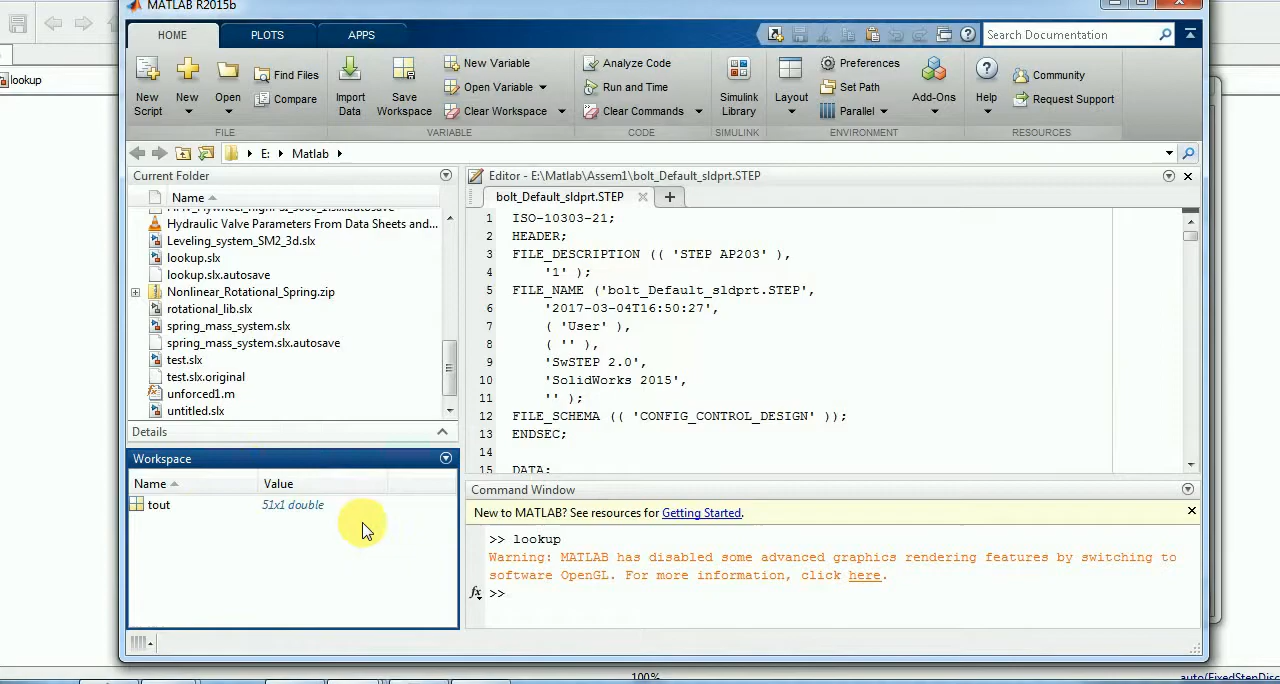 MATLAB R2015b
HOME PLOTS APPS
Search Documentation
lookup
New Script
New
Open
Find Files
Compare
Import Data
Save Workspace
New Variable
Open Variable
Clear Workspace
Analyze Code
Run and Time
Clear Commands
Simulink Library
Layout
Preferences
Set Path
Parallel
Add-Ons
Help
Community
Request Support
FILE VARIABLE CODE SIMULINK ENVIRONMENT RESOURCES
E: Matlab
Current Folder
Name
Hydraulic Valve Parameters From Data Sheets and...
Leveling_system_SM2_3d.slx
lookup.slx
lookup.slx.autosave
Nonlinear_Rotational_Spring.zip
rotational_lib.slx
spring_mass_system.slx
spring_mass_system.slx.autosave
test.slx
test.slx.original
unforced1.m
untitled.slx
Details
Workspace
Name Value
tout 51x1 double
Editor - E:\Matlab\Assem1\bolt_Default_sldprt.STEP
bolt_Default_sldprt.STEP
1 ISO-10303-21;
2 HEADER;
3 FILE_DESCRIPTION (( 'STEP AP203' ),
4 '1' );
5 FILE_NAME ('bolt_Default_sldprt.STEP',
6 '2017-03-04T16:50:27',
7 ( 'User' ),
8 ( '' ),
9 'SwSTEP 2.0',
10 'SolidWorks 2015',
11 '' );
12 FILE_SCHEMA (( 'CONFIG_CONTROL_DESIGN' ));
13 ENDSEC;
14
15 DATA;
Command Window
New to MATLAB? See resources for Getting Started.
>> lookup
Warning: MATLAB has disabled some advanced graphics rendering features by switching to
software OpenGL. For more information, click here.
fx >>
100%
auto(FixedStepDisc